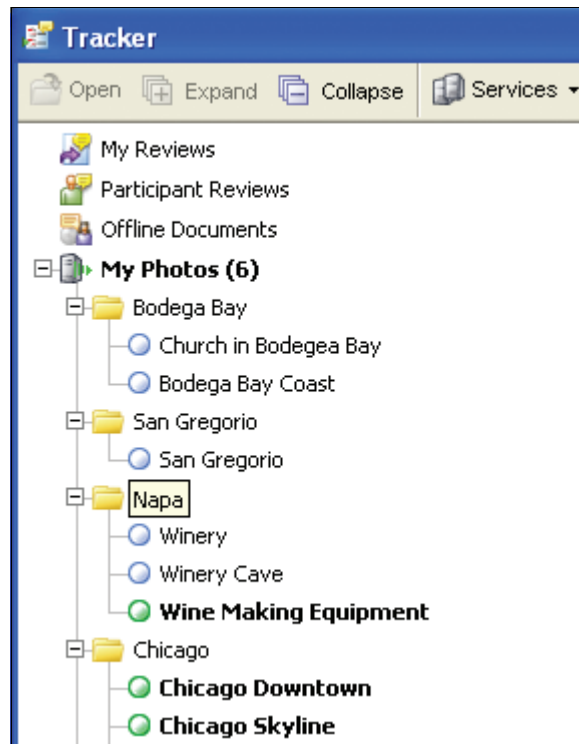 Tracker
Open Expand Collapse Services
My Reviews
Participant Reviews
Offline Documents
My Photos (6)
Bodega Bay
Church in Bodegea Bay
Bodega Bay Coast
San Gregorio
San Gregorio
Napa
Winery
Winery Cave
Wine Making Equipment
Chicago
Chicago Downtown
Chicago Skyline